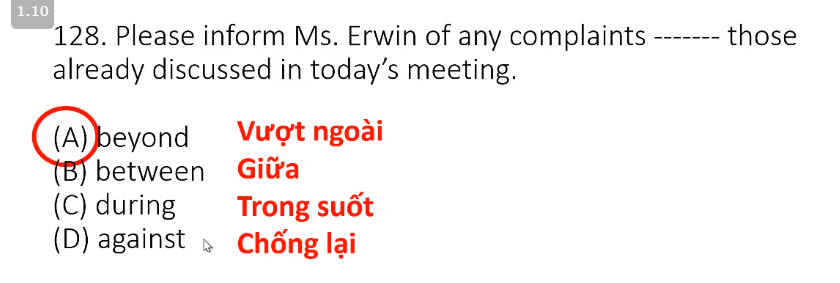 1.10
128. Please inform Ms. Erwin of any complaints ------- those
already discussed in today’s meeting.
(A) beyond Vượt ngoài
(B) between Giữa
(C) during Trong suốt
(D) against Chống lại